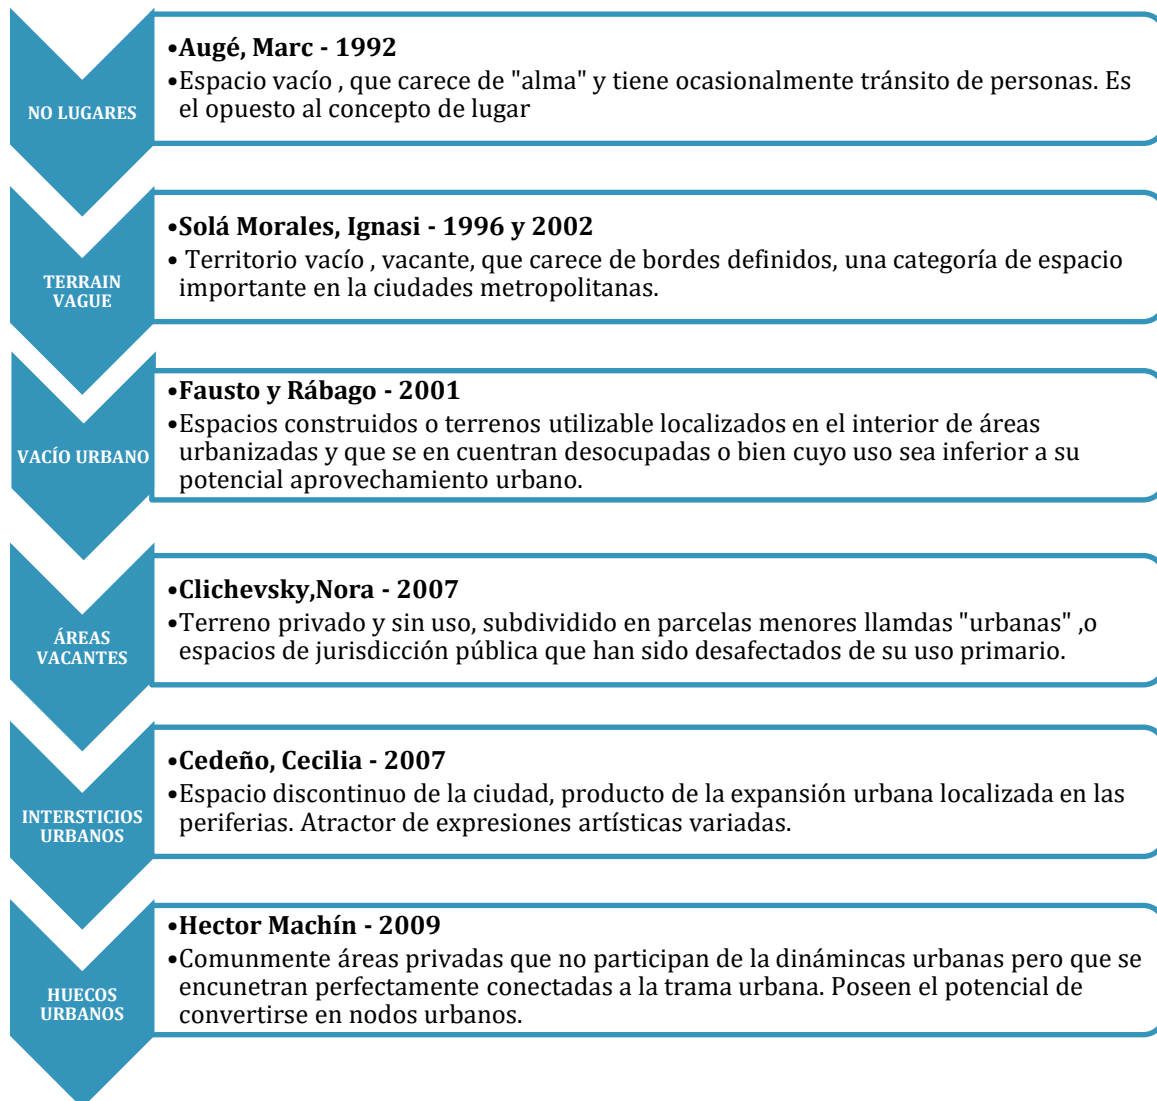 NO LUGARES
•Augé, Marc - 1992
•Espacio vacío , que carece de "alma" y tiene ocasionalmente tránsito de personas. Es
el opuesto al concepto de lugar
TERRAIN
VAGUE
•Solá Morales, Ignasi - 1996 y 2002
• Territorio vacío , vacante, que carece de bordes definidos, una categoría de espacio
importante en la ciudades metropolitanas.
VACÍO URBANO
•Fausto y Rábago - 2001
•Espacios construidos o terrenos utilizable localizados en el interior de áreas
urbanizadas y que se en cuentran desocupadas o bien cuyo uso sea inferior a su
potencial aprovechamiento urbano.
ÁREAS
VACANTES
•Clichevsky,Nora - 2007
•Terreno privado y sin uso, subdividido en parcelas menores llamdas "urbanas" ,o
espacios de jurisdicción pública que han sido desafectados de su uso primario.
INTERSTICIOS
URBANOS
•Cedeño, Cecilia - 2007
•Espacio discontinuo de la ciudad, producto de la expansión urbana localizada en las
periferias. Atractor de expresiones artísticas variadas.
HUECOS
URBANOS
•Hector Machín - 2009
•Comunmente áreas privadas que no participan de la dinámincas urbanas pero que se
encunetran perfectamente conectadas a la trama urbana. Poseen el potencial de
convertirse en nodos urbanos.